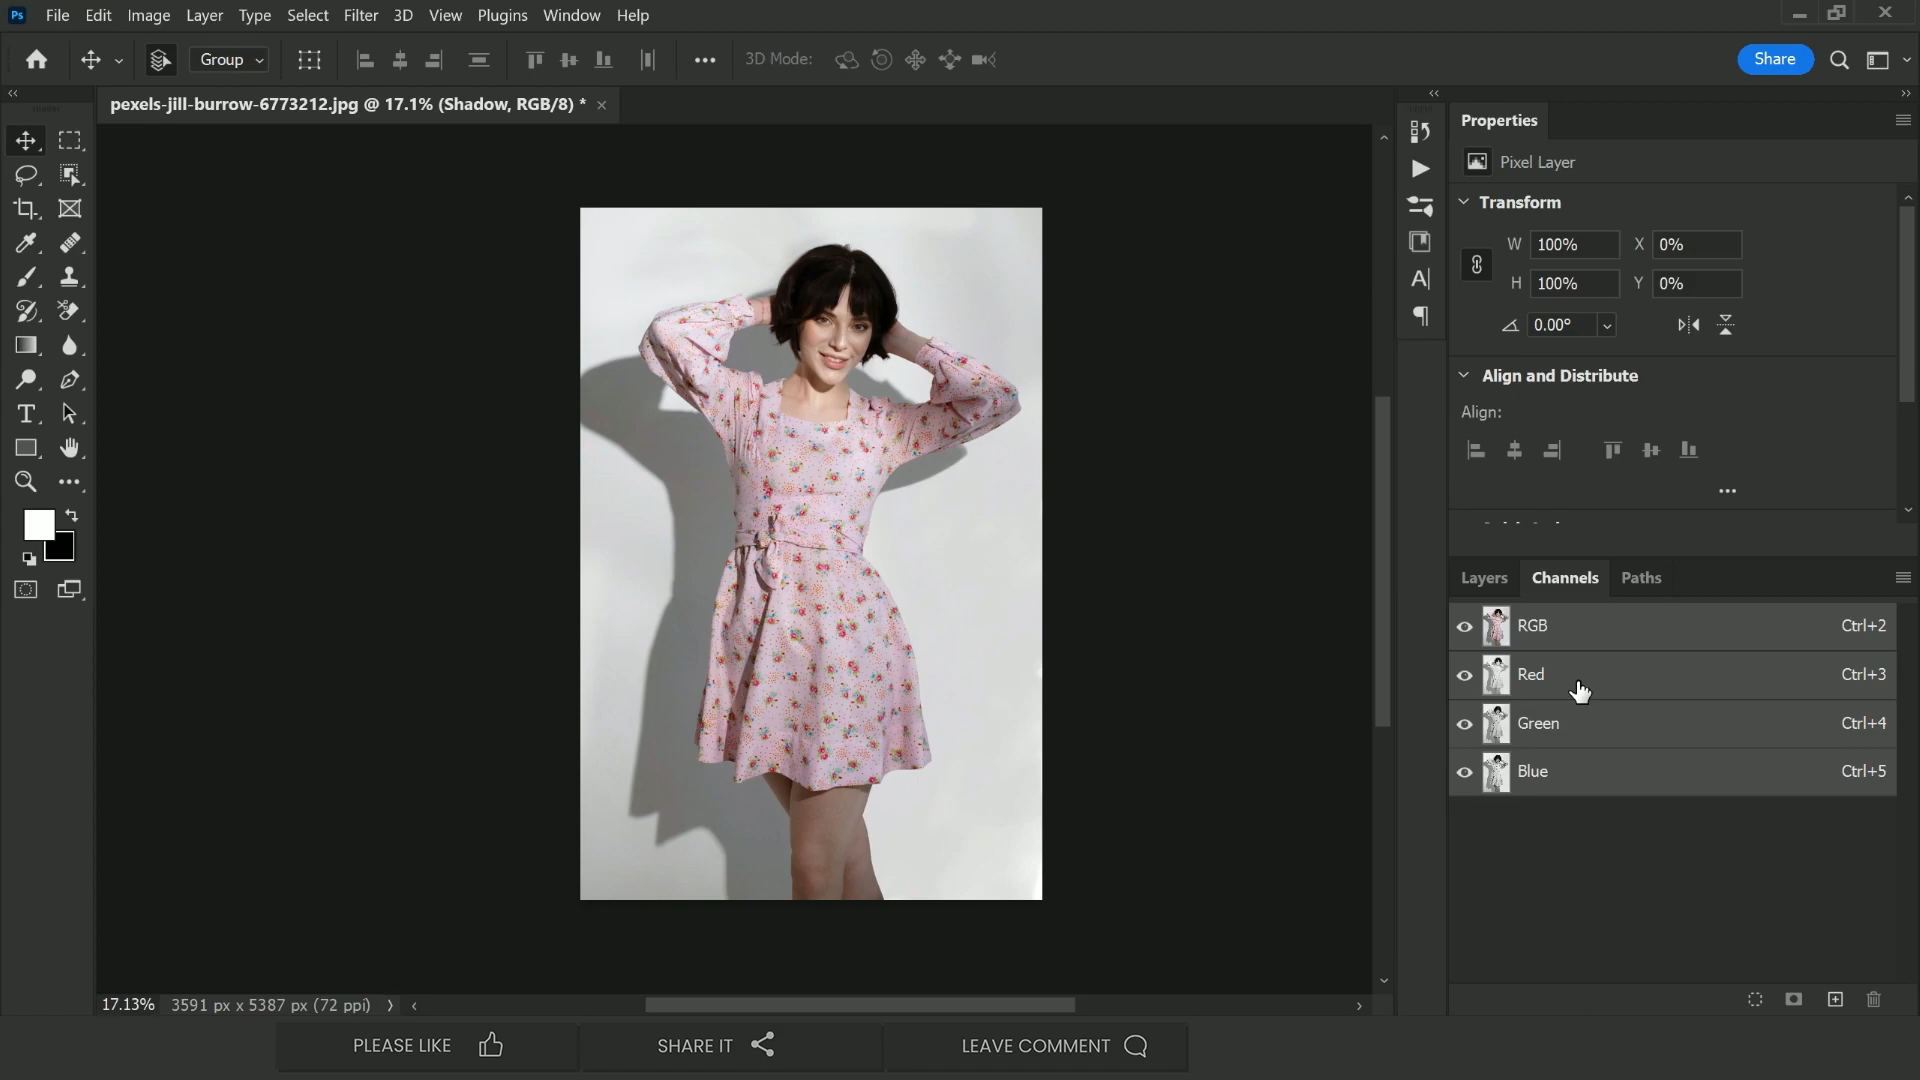 Ps File Edit Image Layer Type Select Filter 3D View Plugins Window Help
Group
3D Mode:
Share
pexels-jill-burrow-6773212.jpg @ 17.1% (Shadow, RGB/8) *
Properties
Pixel Layer
Transform
W 100% X 0%
H 100% Y 0%
0.00°
Align and Distribute
Align:
Layers Channels Paths
RGB Ctrl+2
Red Ctrl+3
Green Ctrl+4
Blue Ctrl+5
17.13% 3591 px x 5387 px (72 ppi)
PLEASE LIKE SHARE IT LEAVE COMMENT